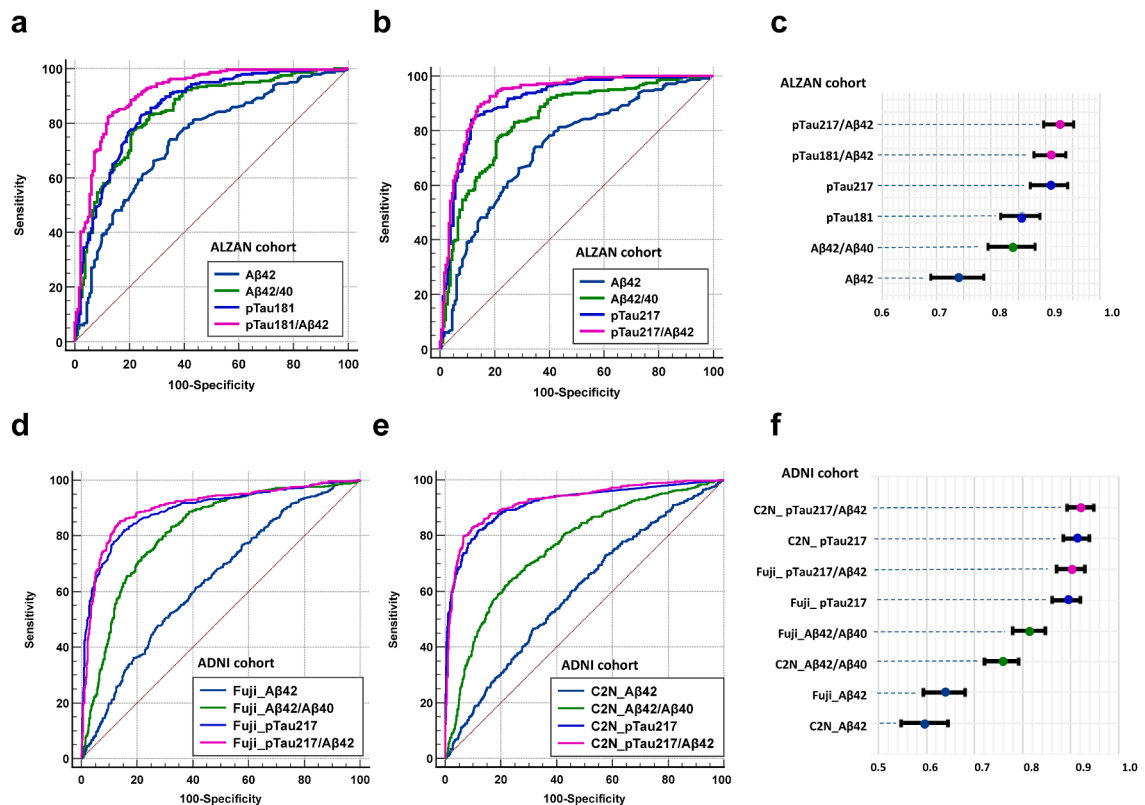 a
100
80
60
40
20
0
Sensitivity
ALZAN cohort
Aβ42
Aβ42/40
pTau181
pTau181/Aβ42
0 20 40 60 80 100
100-Specificity
b
100
80
60
40
20
0
Sensitivity
ALZAN cohort
Aβ42
Aβ42/40
pTau217
pTau217/Aβ42
0 20 40 60 80 100
100-Specificity
c
ALZAN cohort
pTau217/Aβ42
pTau181/Aβ42
pTau217
pTau181
Aβ42/Aβ40
Aβ42
0.6 0.7 0.8 0.9 1.0
d
100
80
60
40
20
0
Sensitivity
ADNI cohort
Fuji_Aβ42
Fuji_Aβ42/Aβ40
Fuji_pTau217
Fuji_pTau217/Aβ42
0 20 40 60 80 100
100-Specificity
e
100
80
60
40
20
0
Sensitivity
ADNI cohort
C2N_Aβ42
C2N_Aβ42/Aβ40
C2N_pTau217
C2N_pTau217/Aβ42
0 20 40 60 80 100
100-Specificity
f
ADNI cohort
C2N_ pTau217/Aβ42
C2N_ pTau217
Fuji_ pTau217/Aβ42
Fuji_ pTau217
Fuji_Aβ42/Aβ40
C2N_Aβ42/Aβ40
Fuji_Aβ42
C2N_Aβ42
0.5 0.6 0.7 0.8 0.9 1.0